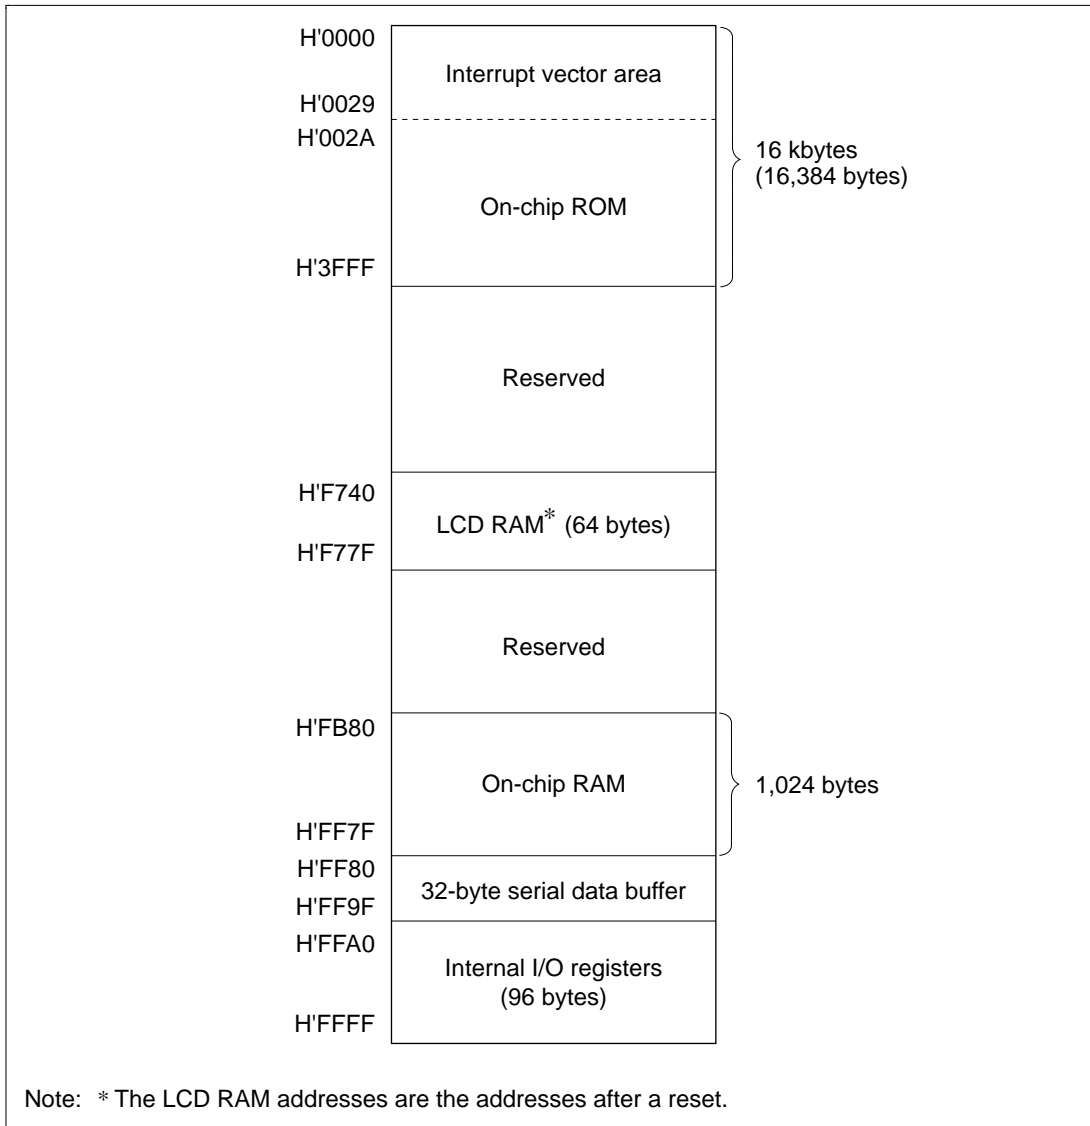 H'0000
Interrupt vector area
H'0029
H'002A
16 kbytes
(16,384 bytes)
On-chip ROM
H'3FFF
Reserved
H'F740
LCD RAM* (64 bytes)
H'F77F
Reserved
H'FB80
On-chip RAM
1,024 bytes
H'FF7F
H'FF80
32-byte serial data buffer
H'FF9F
H'FFA0
Internal I/O registers
(96 bytes)
H'FFFF
Note: * The LCD RAM addresses are the addresses after a reset.